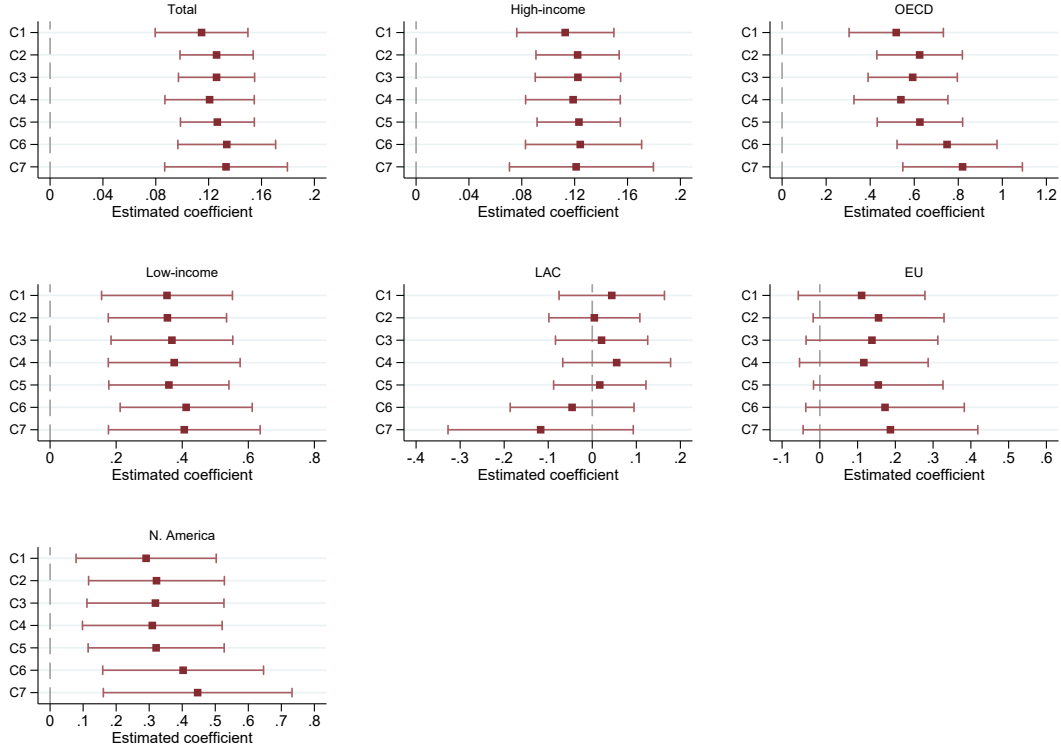 Total
C1
C2
C3
C4
C5
C6
C7
0 .04 .08 .12 .16 .2
Estimated coefficient
High-income
C1
C2
C3
C4
C5
C6
C7
0 .04 .08 .12 .16 .2
Estimated coefficient
OECD
C1
C2
C3
C4
C5
C6
C7
0 .2 .4 .6 .8 1 1.2
Estimated coefficient
Low-income
C1
C2
C3
C4
C5
C6
C7
0 .2 .4 .6 .8
Estimated coefficient
LAC
C1
C2
C3
C4
C5
C6
C7
-.4 -.3 -.2 -.1 0 .1 .2
Estimated coefficient
EU
C1
C2
C3
C4
C5
C6
C7
-.1 0 .1 .2 .3 .4 .5 .6
Estimated coefficient
N. America
C1
C2
C3
C4
C5
C6
C7
0 .1 .2 .3 .4 .5 .6 .7 .8
Estimated coefficient